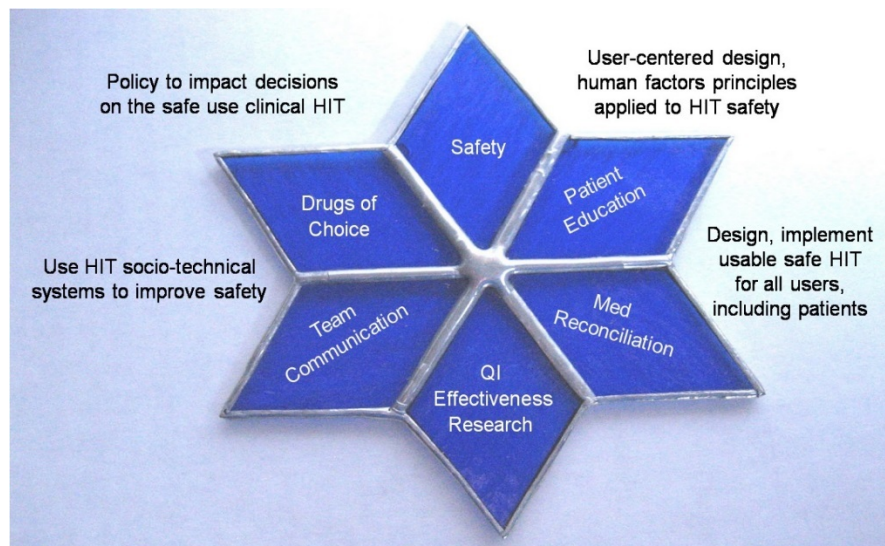 Policy to impact decisions
on the safe use clinical HIT
User-centered design,
human factors principles
applied to HIT safety
Safety
Patient
Education
Drugs of
Choice
Design, implement
usable safe HIT
for all users,
including patients
Use HIT socio-technical
systems to improve safety
Team
Communication
Med
Reconciliation
QI
Effectiveness
Research